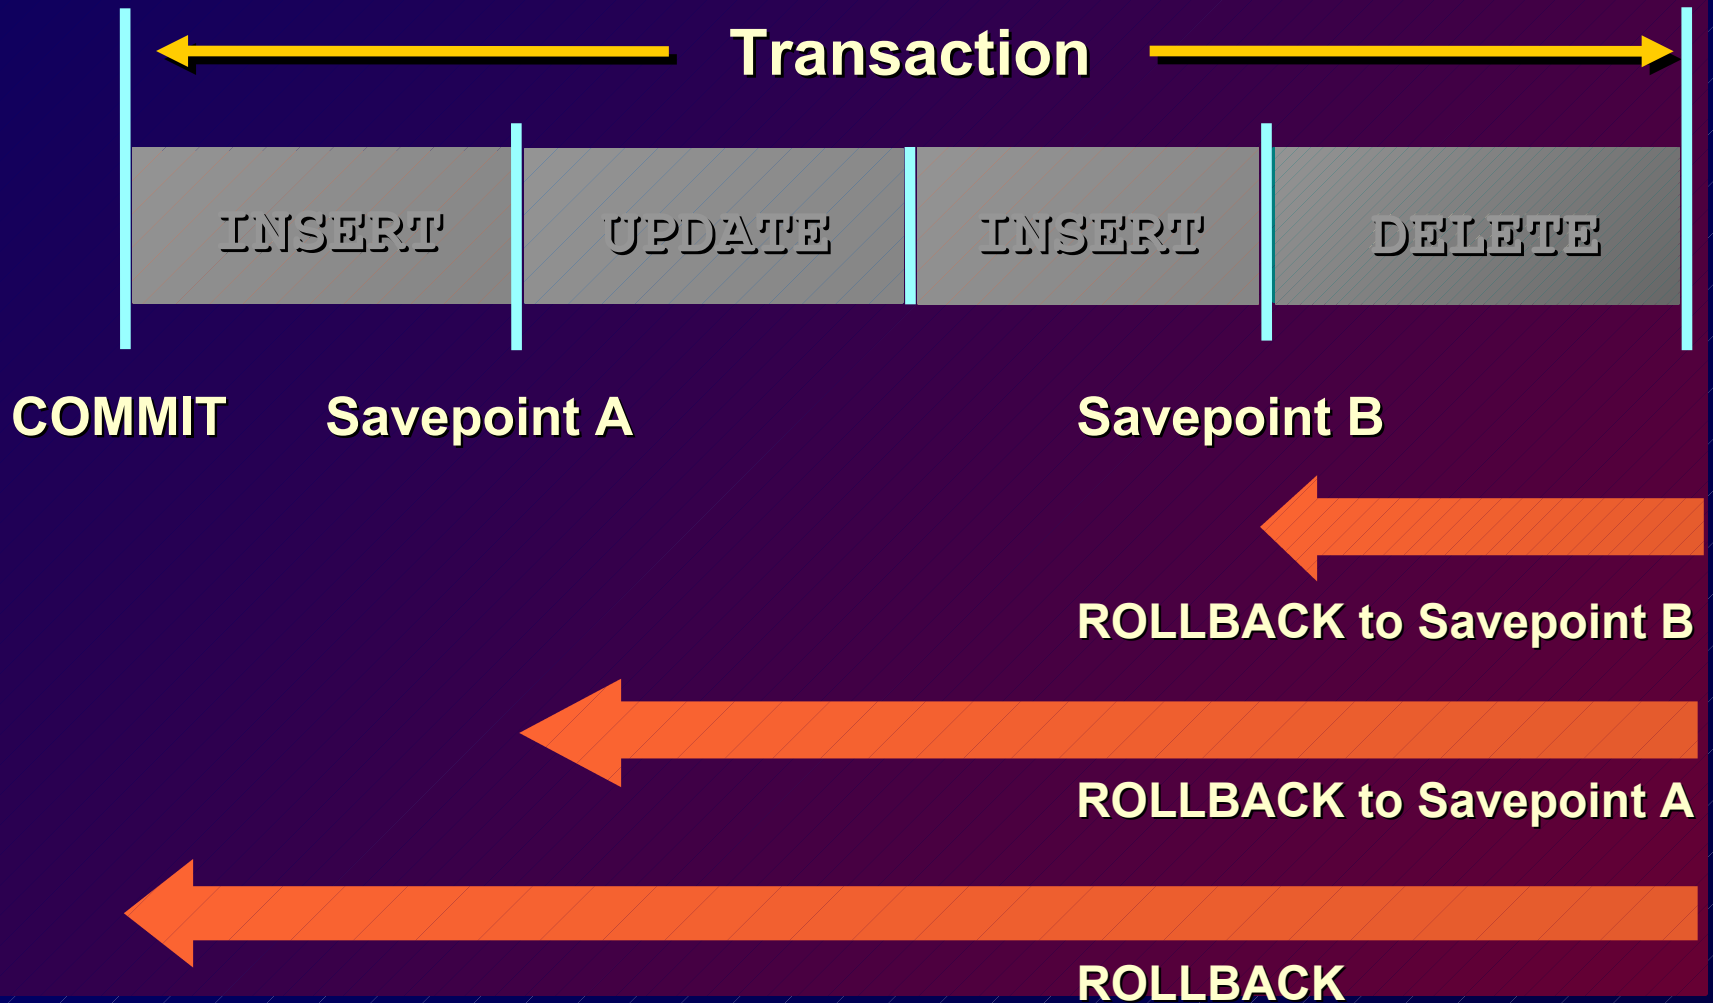 Transaction
INSERT UPDATE INSERT DELETE
COMMIT Savepoint A Savepoint B
ROLLBACK to Savepoint B
ROLLBACK to Savepoint A
ROLLBACK